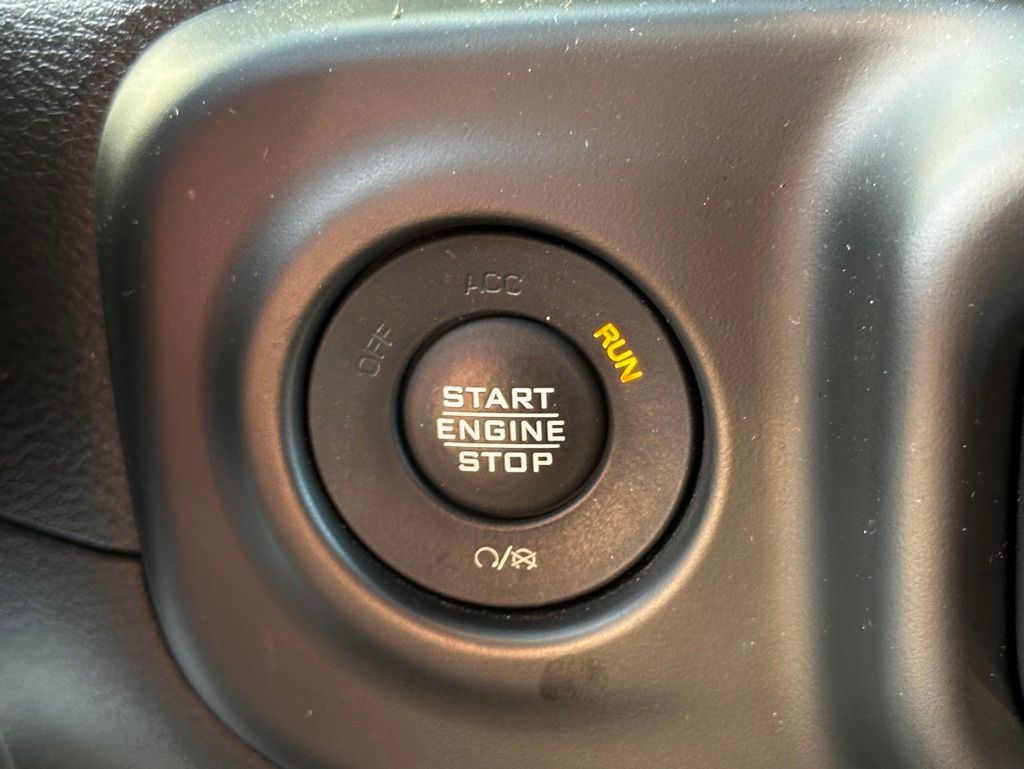 ACC
OFF
RUN
START
ENGINE
STOP